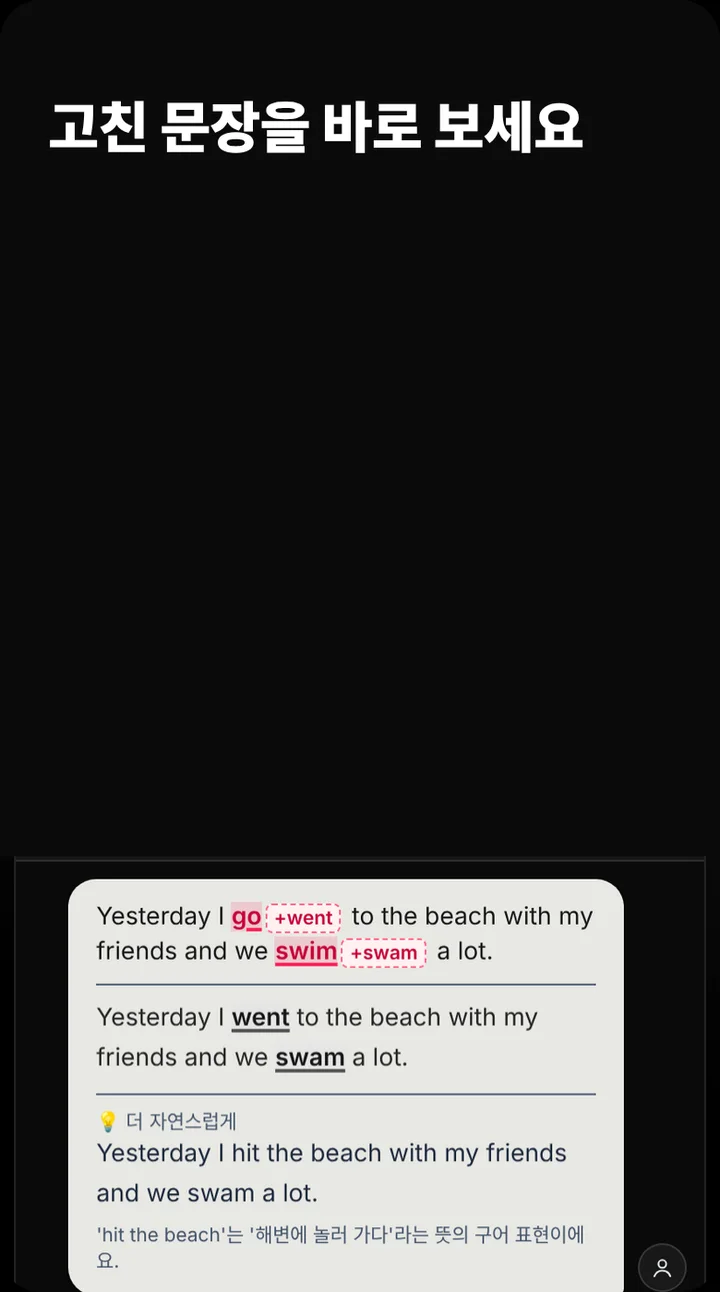 고친 문장을 바로 보세요
Yesterday I go +went to the beach with my
friends and we swim +swam a lot.
Yesterday I went to the beach with my
friends and we swam a lot.
💡 더 자연스럽게
Yesterday I hit the beach with my friends
and we swam a lot.
'hit the beach'는 '해변에 놀러 가다'라는 뜻의 구어 표현이에
요.